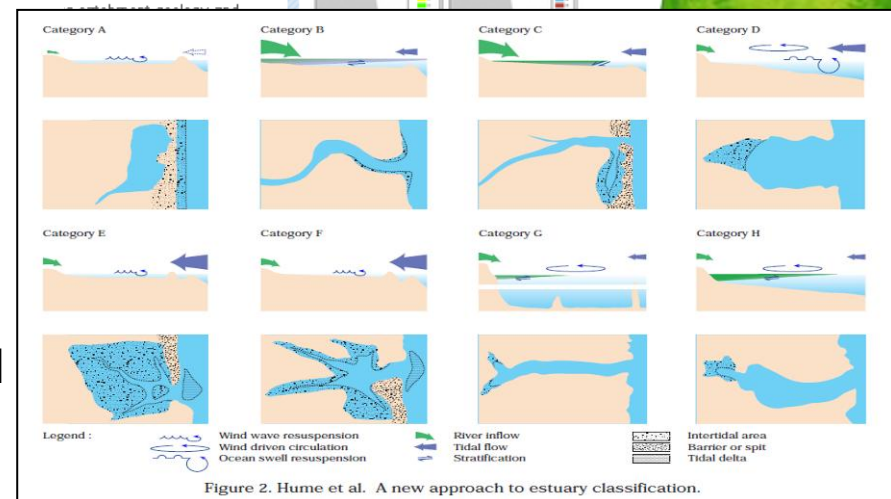 Category A Category B Category C Category D
Category E Category F Category G Category H
Legend :
Wind wave resuspension
Wind driven circulation
Ocean swell resuspension
River inflow
Tidal flow
Stratification
Intertidal area
Barrier or spit
Tidal delta
Figure 2. Hume et al. A new approach to estuary classification.